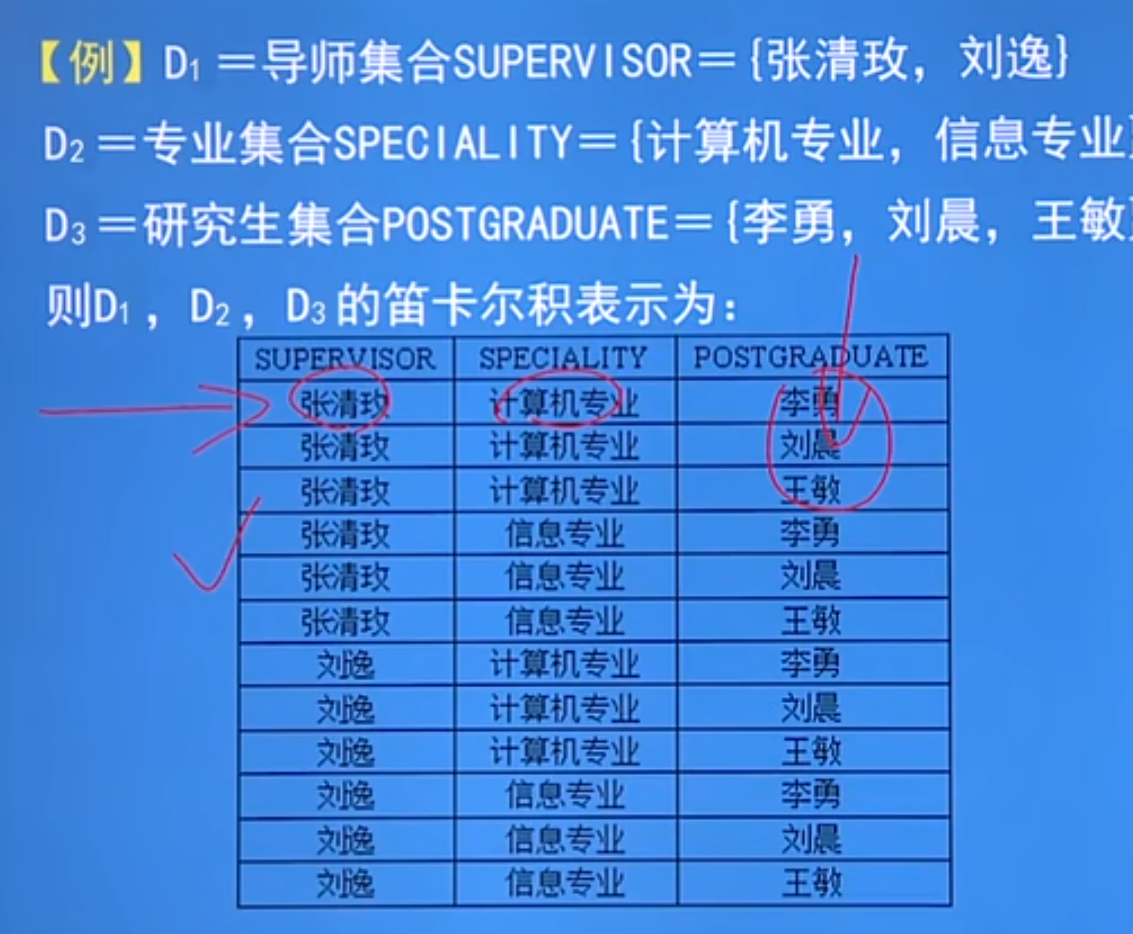 【例】D₁＝导师集合SUPERVISOR＝{张清玫，刘逸}
D₂＝专业集合SPECIALITY＝{计算机专业，信息专业}
D₃＝研究生集合POSTGRADUATE＝{李勇，刘晨，王敏}
则D₁，D₂，D₃的笛卡尔积表示为：
SUPERVISOR SPECIALITY POSTGRADUATE
张清玫 计算机专业 李勇
张清玫 计算机专业 刘晨
张清玫 计算机专业 王敏
张清玫 信息专业 李勇
张清玫 信息专业 刘晨
张清玫 信息专业 王敏
刘逸 计算机专业 李勇
刘逸 计算机专业 刘晨
刘逸 计算机专业 王敏
刘逸 信息专业 李勇
刘逸 信息专业 刘晨
刘逸 信息专业 王敏